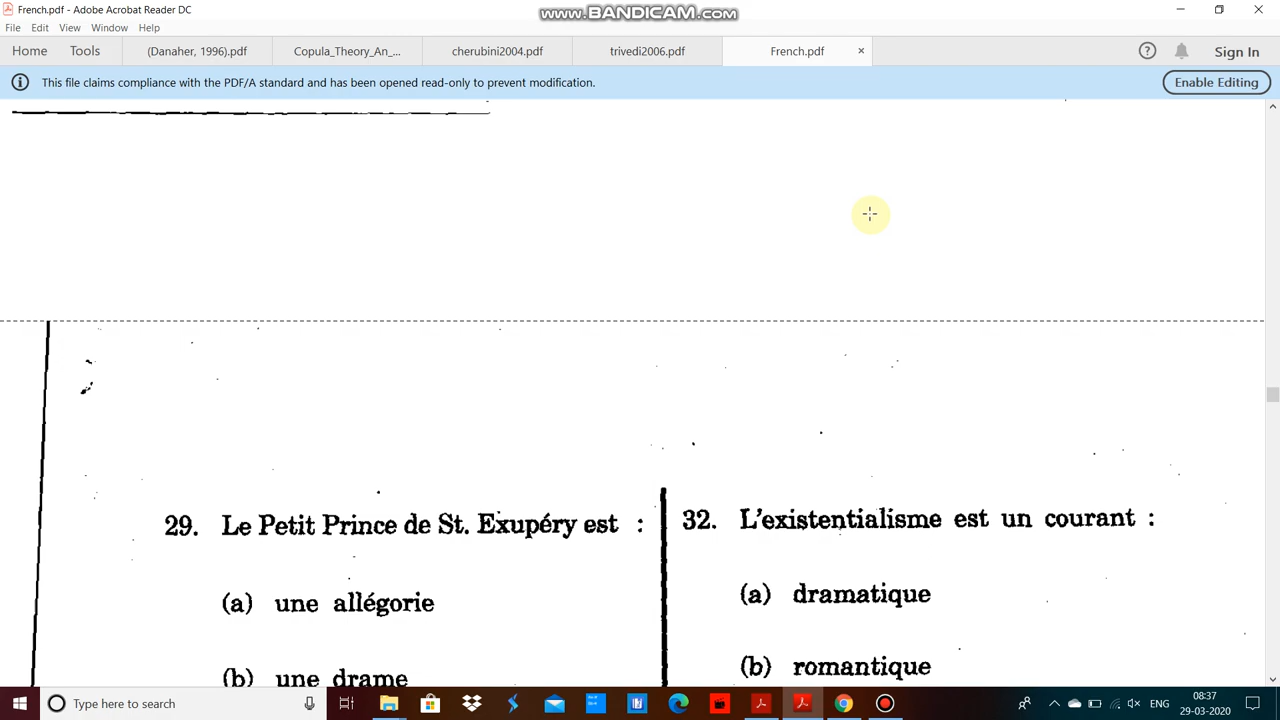 French.pdf - Adobe Acrobat Reader DC
www.BANDICAM.com
File Edit View Window Help
Home Tools (Danaher, 1996).pdf Copula_Theory_An_... cherubini2004.pdf trivedi2006.pdf French.pdf × Sign In
This file claims compliance with the PDF/A standard and has been opened read-only to prevent modification. Enable Editing
29. Le Petit Prince de St. Exupéry est :
(a) une allégorie
(b) une drame
32. L'existentialisme est un courant :
(a) dramatique
(b) romantique
Type here to search
ENG
08:37
29-03-2020